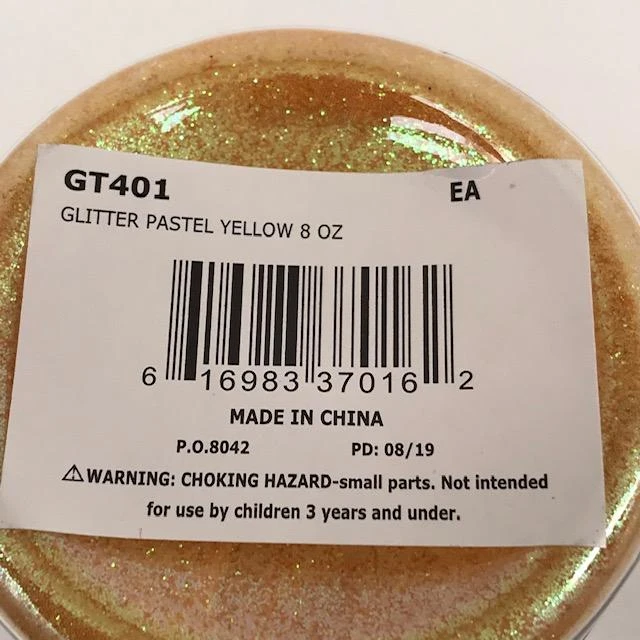 GT401 EA
GLITTER PASTEL YELLOW 8 OZ
6 16983 37016 2
MADE IN CHINA
P.O.8042 PD: 08/19
⚠WARNING: CHOKING HAZARD-small parts. Not intended
for use by children 3 years and under.